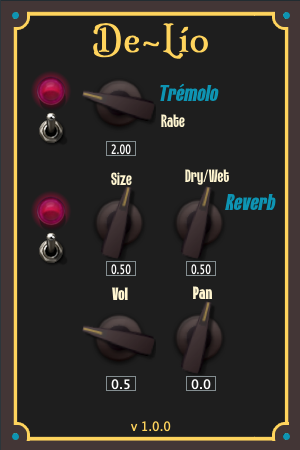 De~Lío
Trémolo
Rate
2.00
Size
Dry/Wet
Reverb
0.50
0.50
Vol
Pan
0.5
0.0
v 1.0.0